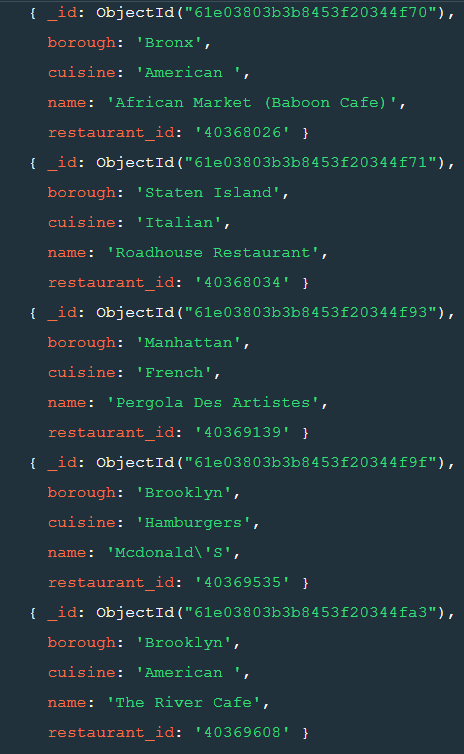 { _id: ObjectId("61e03803b3b8453f20344f70"),
borough: 'Bronx',
cuisine: 'American ',
name: 'African Market (Baboon Cafe)',
restaurant_id: '40368026' }
{ _id: ObjectId("61e03803b3b8453f20344f71"),
borough: 'Staten Island',
cuisine: 'Italian',
name: 'Roadhouse Restaurant',
restaurant_id: '40368034' }
{ _id: ObjectId("61e03803b3b8453f20344f93"),
borough: 'Manhattan',
cuisine: 'French',
name: 'Pergola Des Artistes',
restaurant_id: '40369139' }
{ _id: ObjectId("61e03803b3b8453f20344f9f"),
borough: 'Brooklyn',
cuisine: 'Hamburgers',
name: 'Mcdonald\'S',
restaurant_id: '40369535' }
{ _id: ObjectId("61e03803b3b8453f20344fa3"),
borough: 'Brooklyn',
cuisine: 'American ',
name: 'The River Cafe',
restaurant_id: '40369608' }